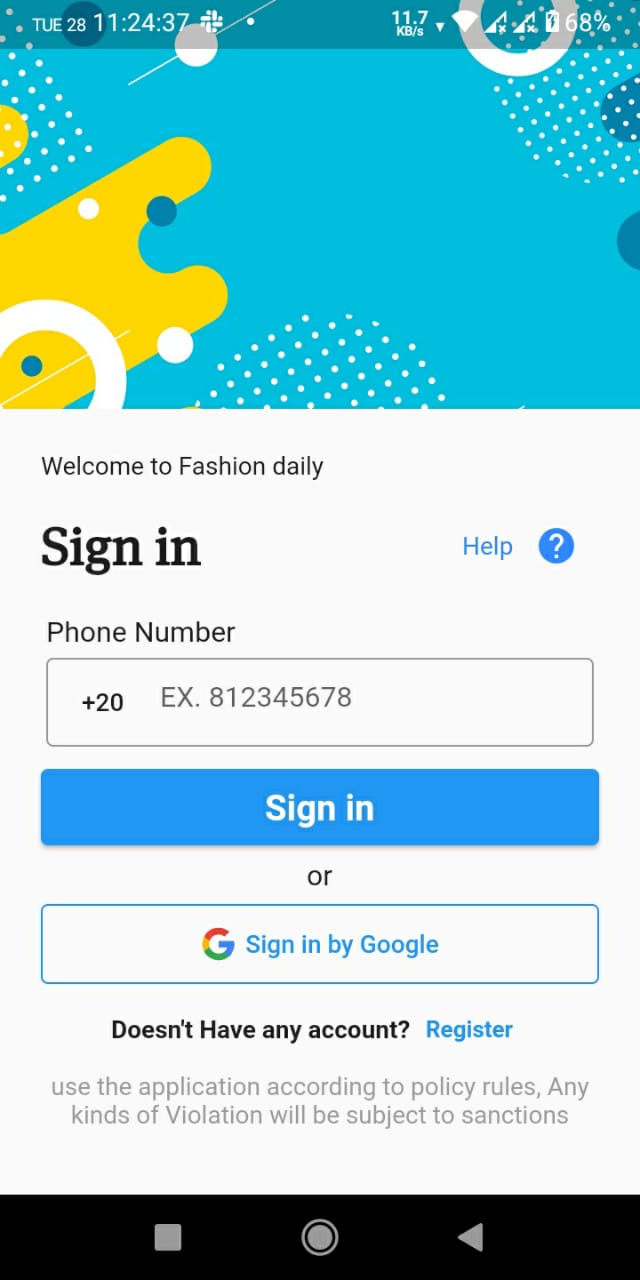 TUE 28 11:24:37 11.7 KB/s 68%
Welcome to Fashion daily
Sign in Help ?
Phone Number
+20 EX. 812345678
Sign in
or
G Sign in by Google
Doesn't Have any account? Register
use the application according to policy rules, Any
kinds of Violation will be subject to sanctions